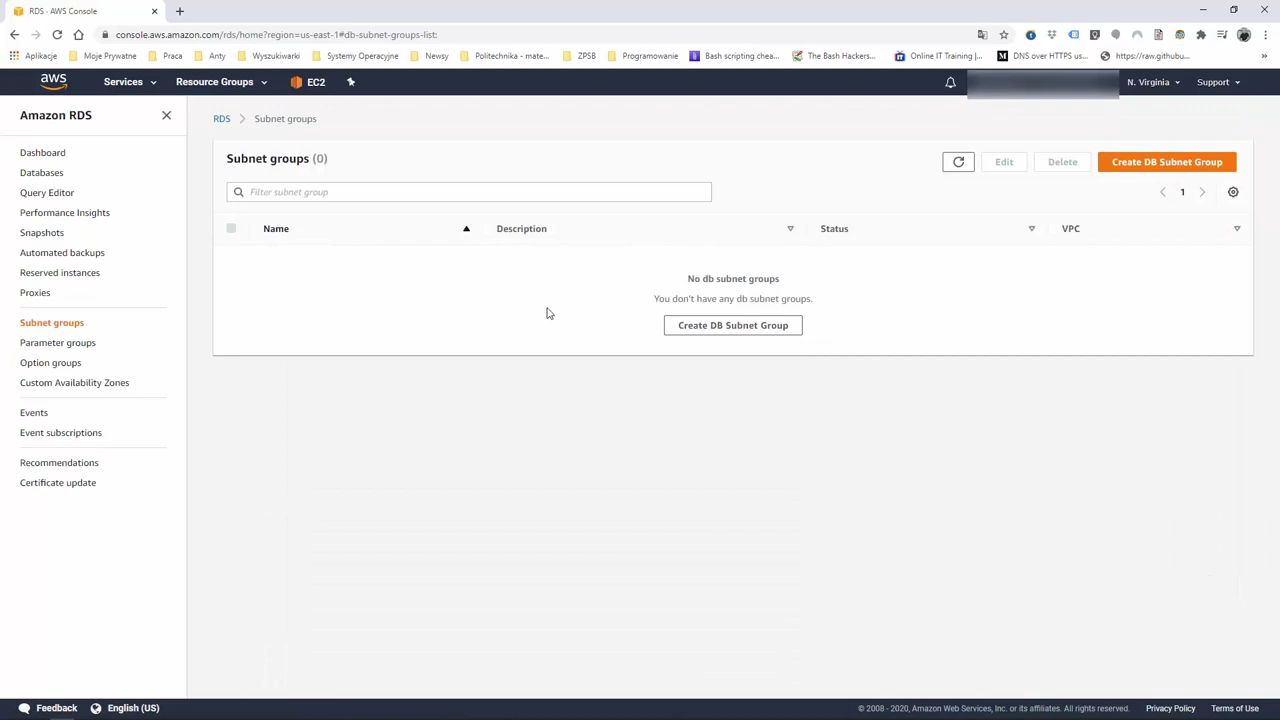 RDS - AWS Console
console.aws.amazon.com/rds/home?region=us-east-1#db-subnet-groups-list:
Aplikacje Moje Prywatne Praca Anty Wyszukiwarki Systemy Operacyjne Newsy Politechnika - mate... ZPSB Programowanie Bash scripting chea... The Bash Hackers... Online IT Training |... DNS over HTTPS us... https://raw.githubu...
aws Services Resource Groups EC2 N. Virginia Support
Amazon RDS
Dashboard
Databases
Query Editor
Performance Insights
Snapshots
Automated backups
Reserved instances
Proxies
Subnet groups
Parameter groups
Option groups
Custom Availability Zones
Events
Event subscriptions
Recommendations
Certificate update
RDS Subnet groups
Subnet groups (0)
Edit Delete Create DB Subnet Group
Filter subnet group
1
Name Description Status VPC
No db subnet groups
You don't have any db subnet groups.
Create DB Subnet Group
Feedback English (US) © 2008 - 2020, Amazon Web Services, Inc. or its affiliates. All rights reserved. Privacy Policy Terms of Use